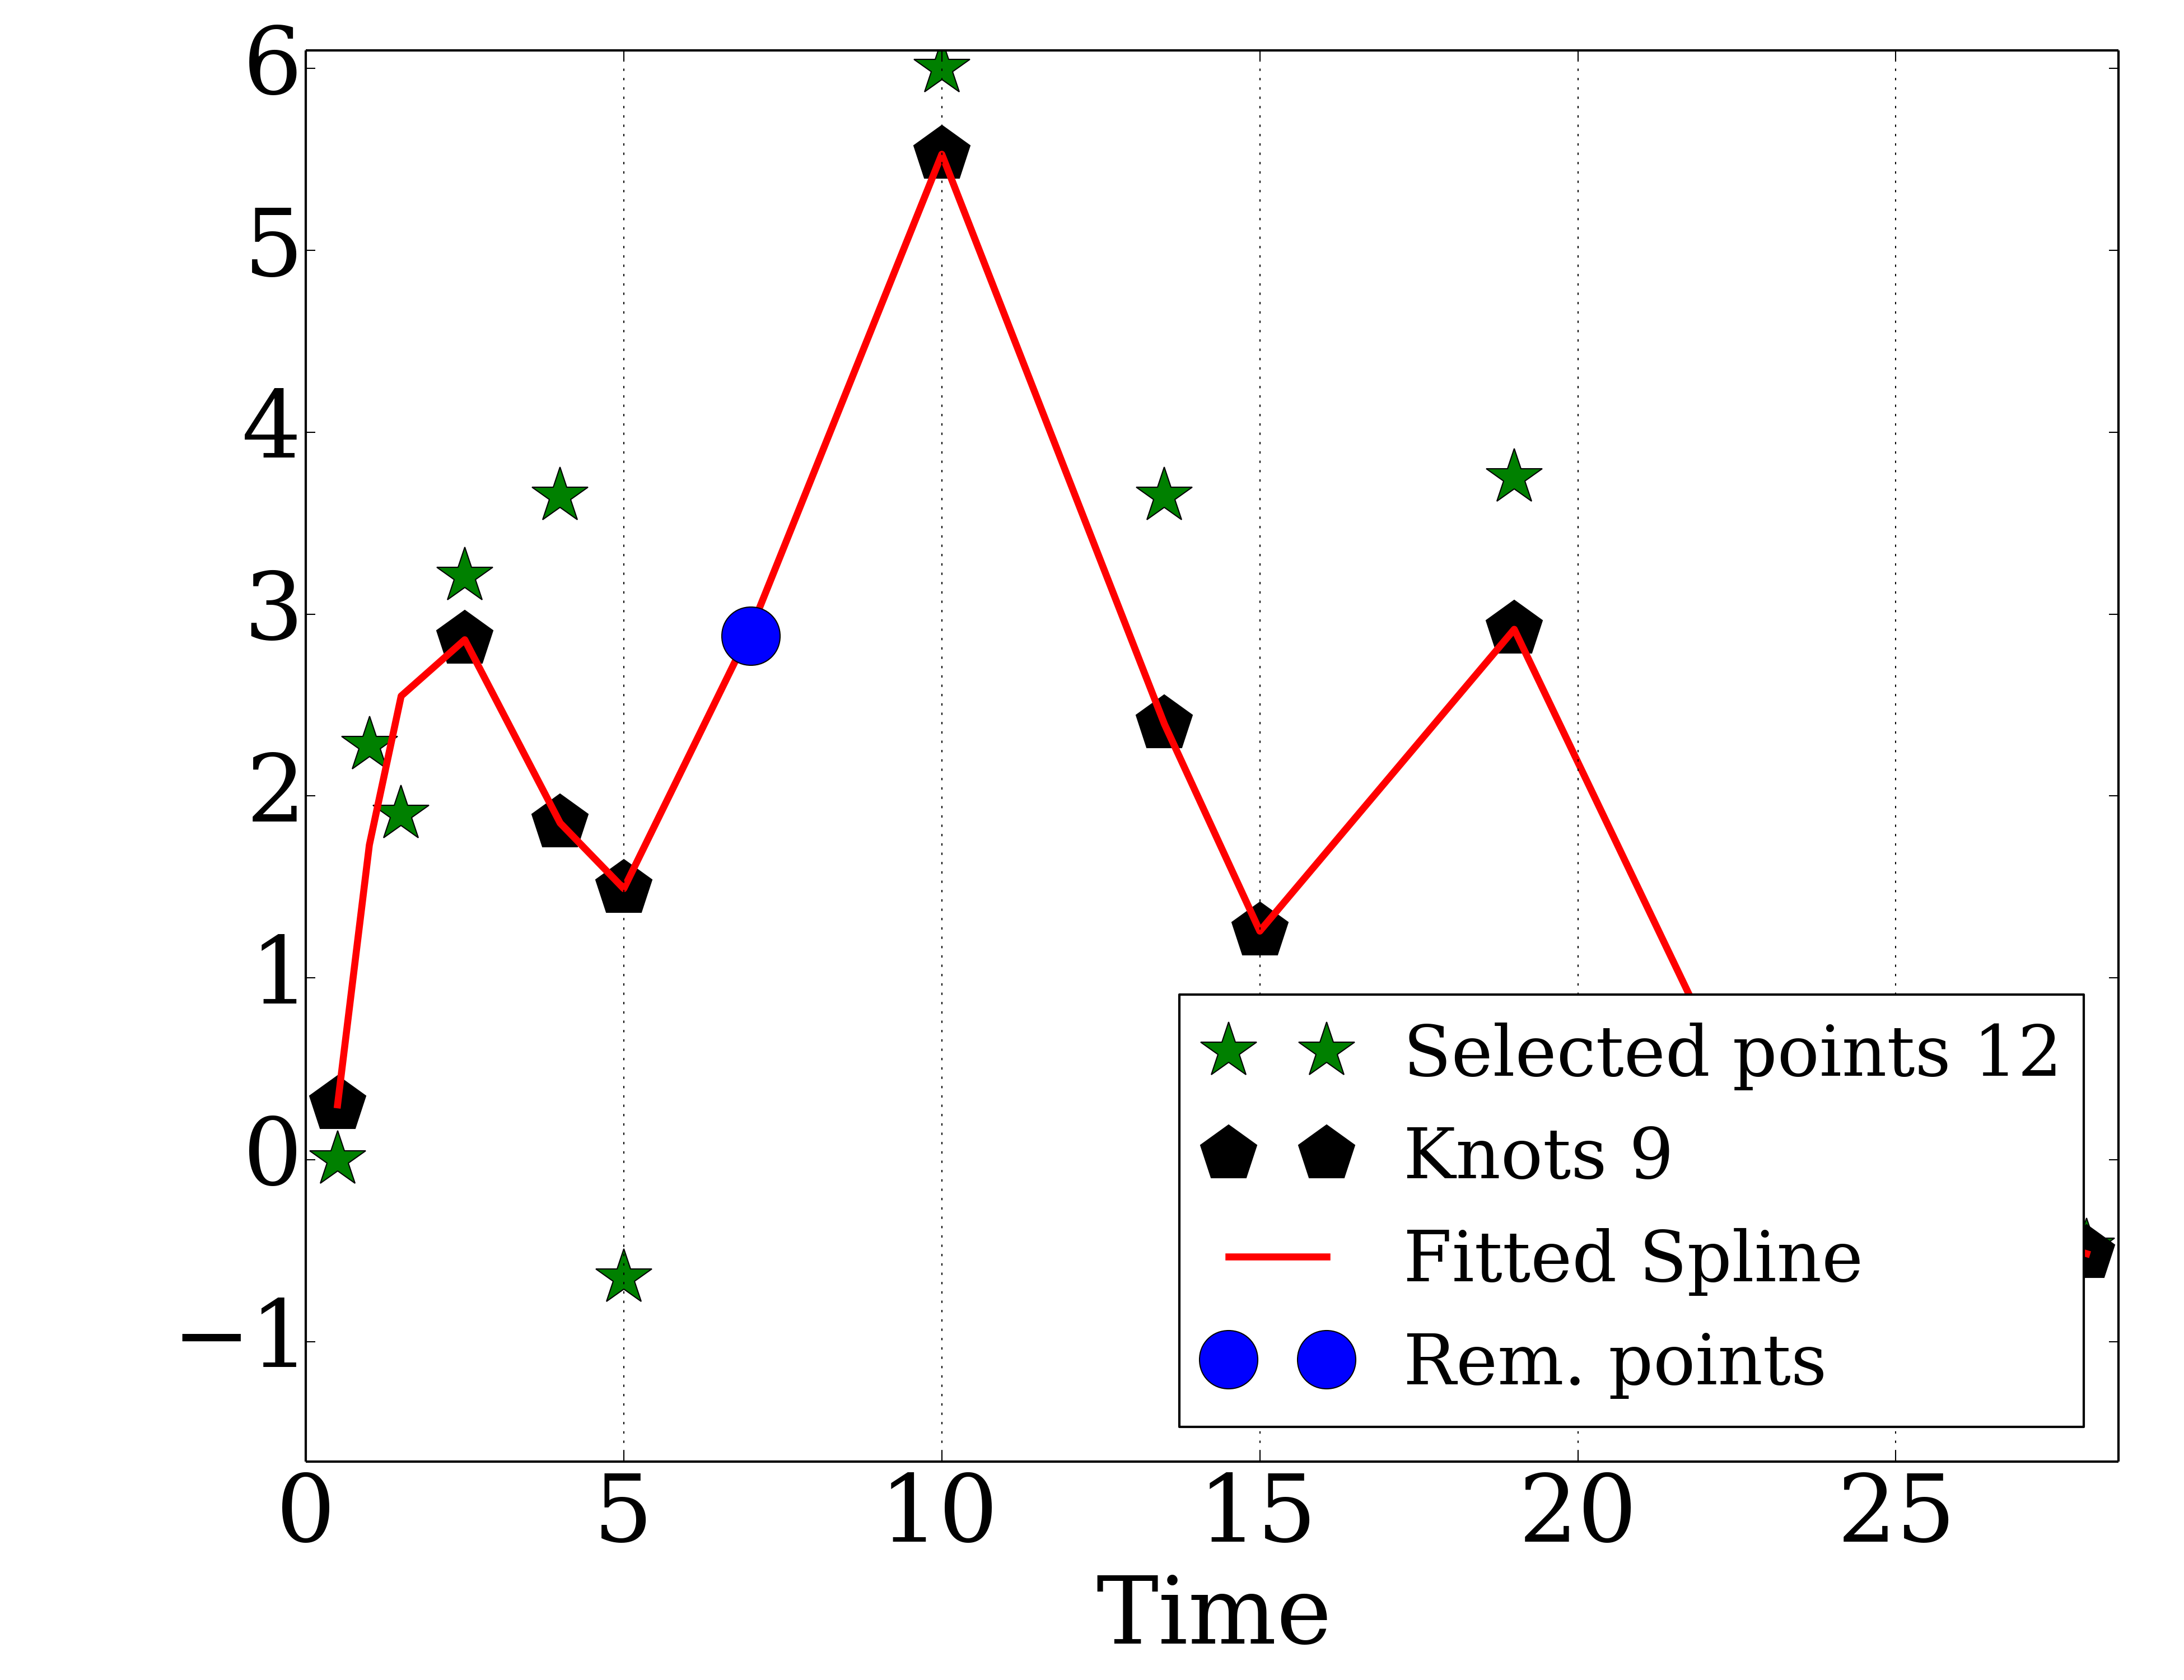 6
5
4
3
2
1
0
−1
0 5 10 15 20 25
Time
Selected points 12
Knots 9
Fitted Spline
Rem. points